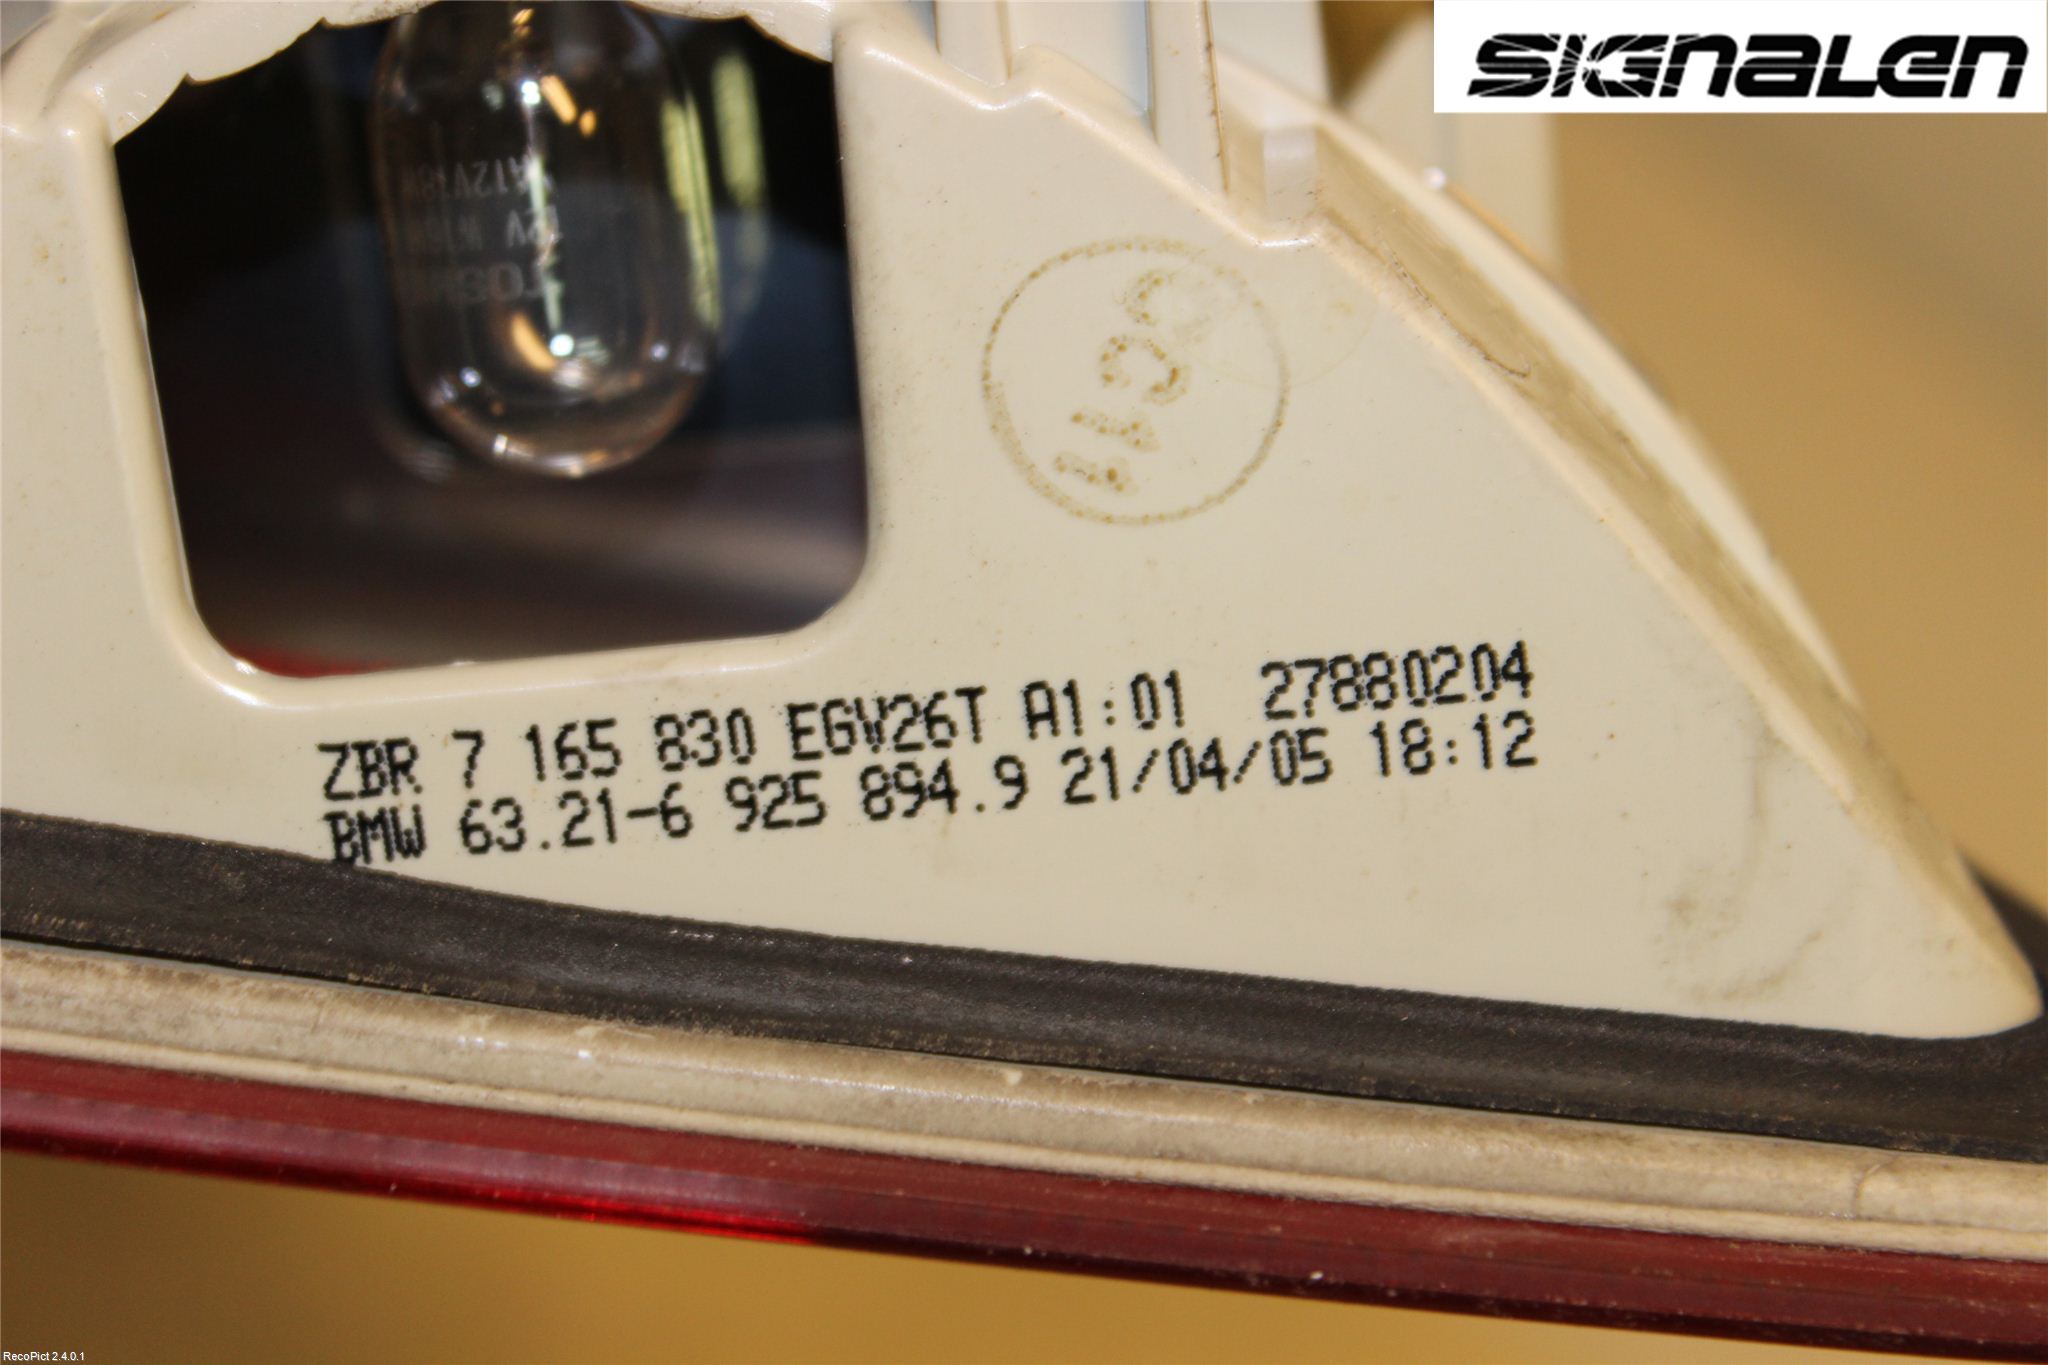 SIGNALEN
ZBR 7 165 830 EGV26T A1:01 27880204
BMW 63.21-6 925 894.9 21/04/05 18:12
RecoPict 2.4.0.1